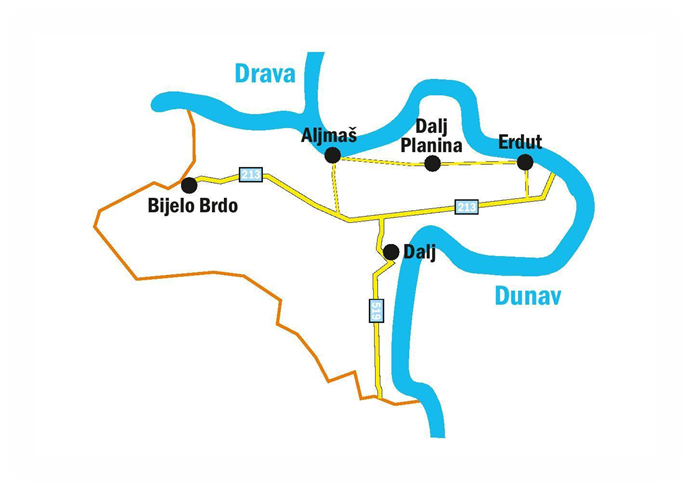 Drava
Aljmaš
Dalj
Planina
Erdut
213
Bijelo Brdo
213
Dalj
Dunav
519